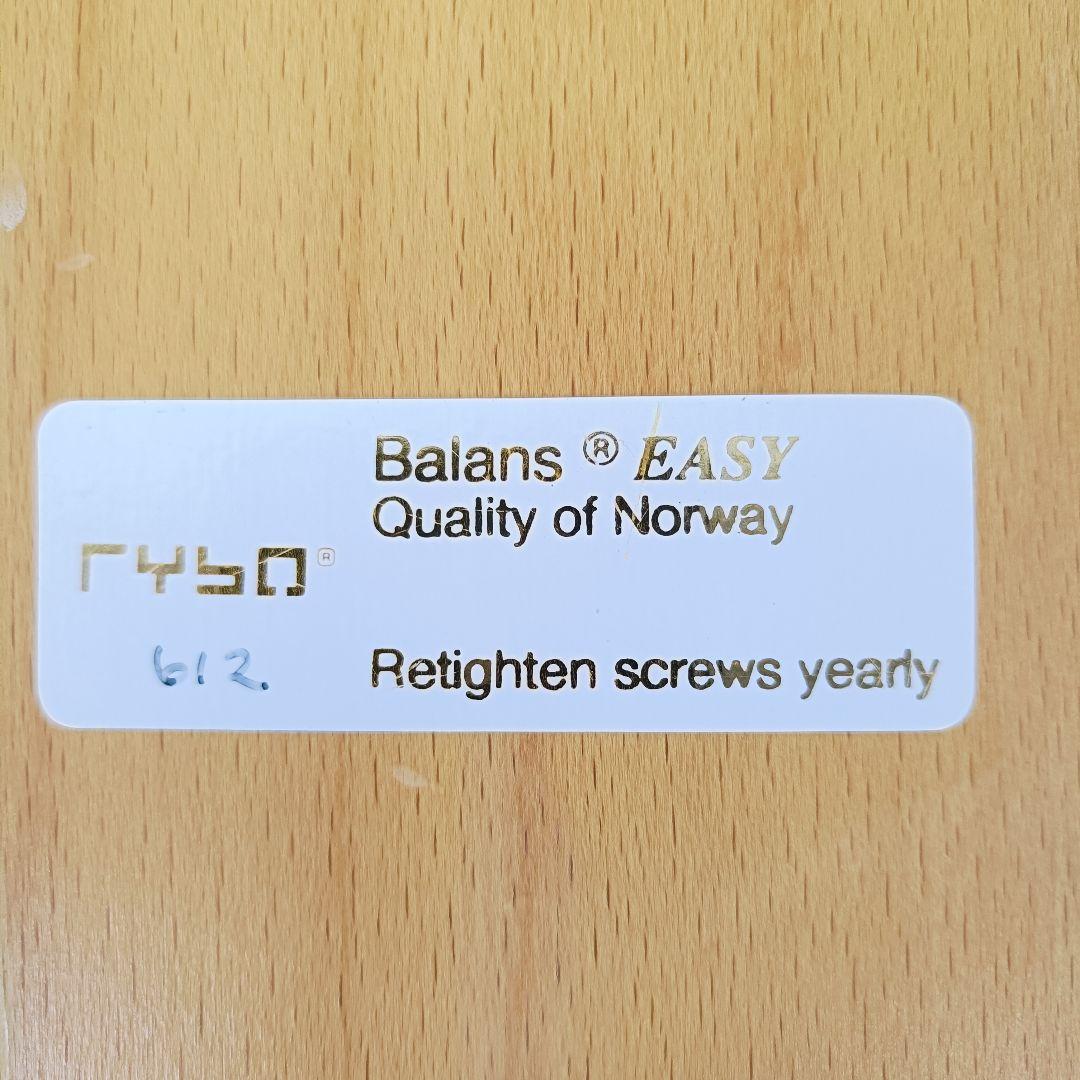 Balans ® EASY
Quality of Norway
rybo ®
612.
Retighten screws yearly